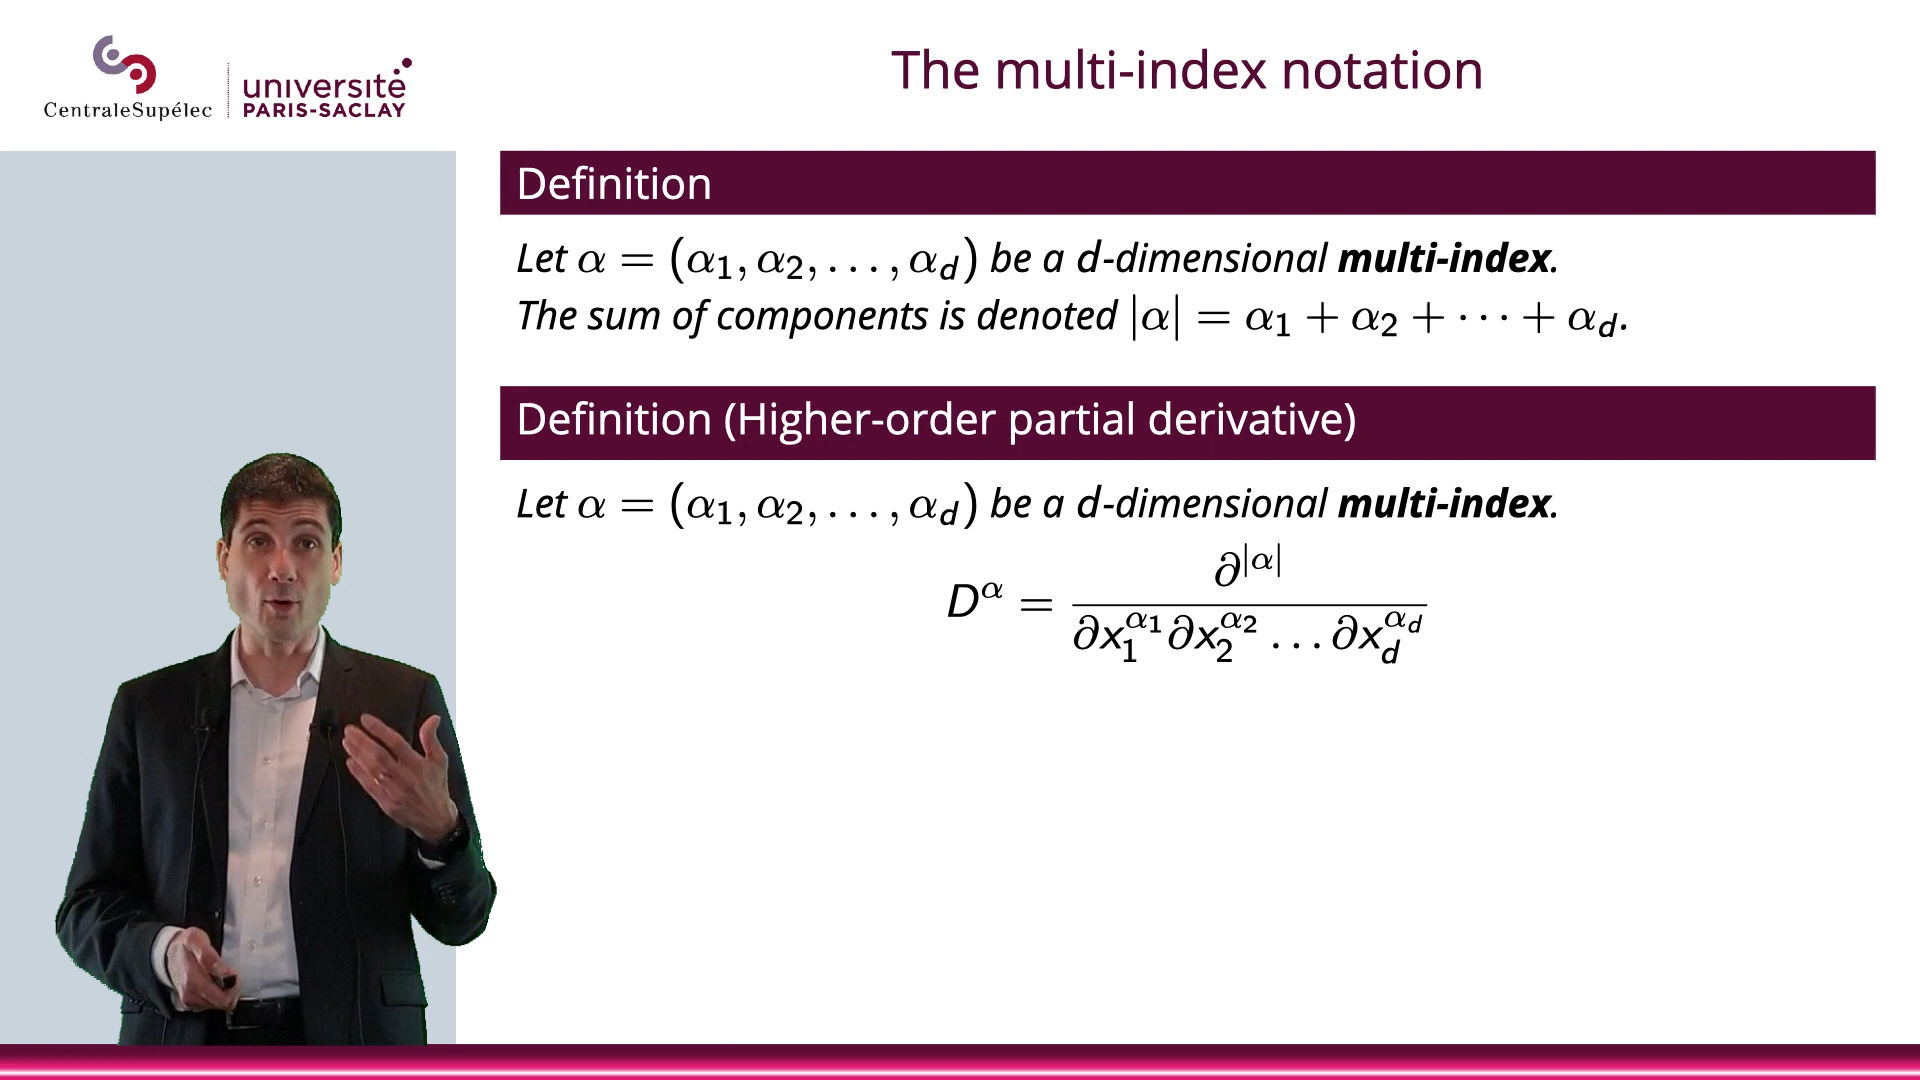 CentraleSupélec
université
PARIS-SACLAY
The multi-index notation
Definition
Let α = (α₁, α₂, . . . , α_d) be a d-dimensional multi-index.
The sum of components is denoted |α| = α₁ + α₂ + · · · + α_d.
Definition (Higher-order partial derivative)
Let α = (α₁, α₂, . . . , α_d) be a d-dimensional multi-index.
D^α = ∂^|α| / ∂x₁^α₁ ∂x₂^α₂ . . . ∂x_d^α_d